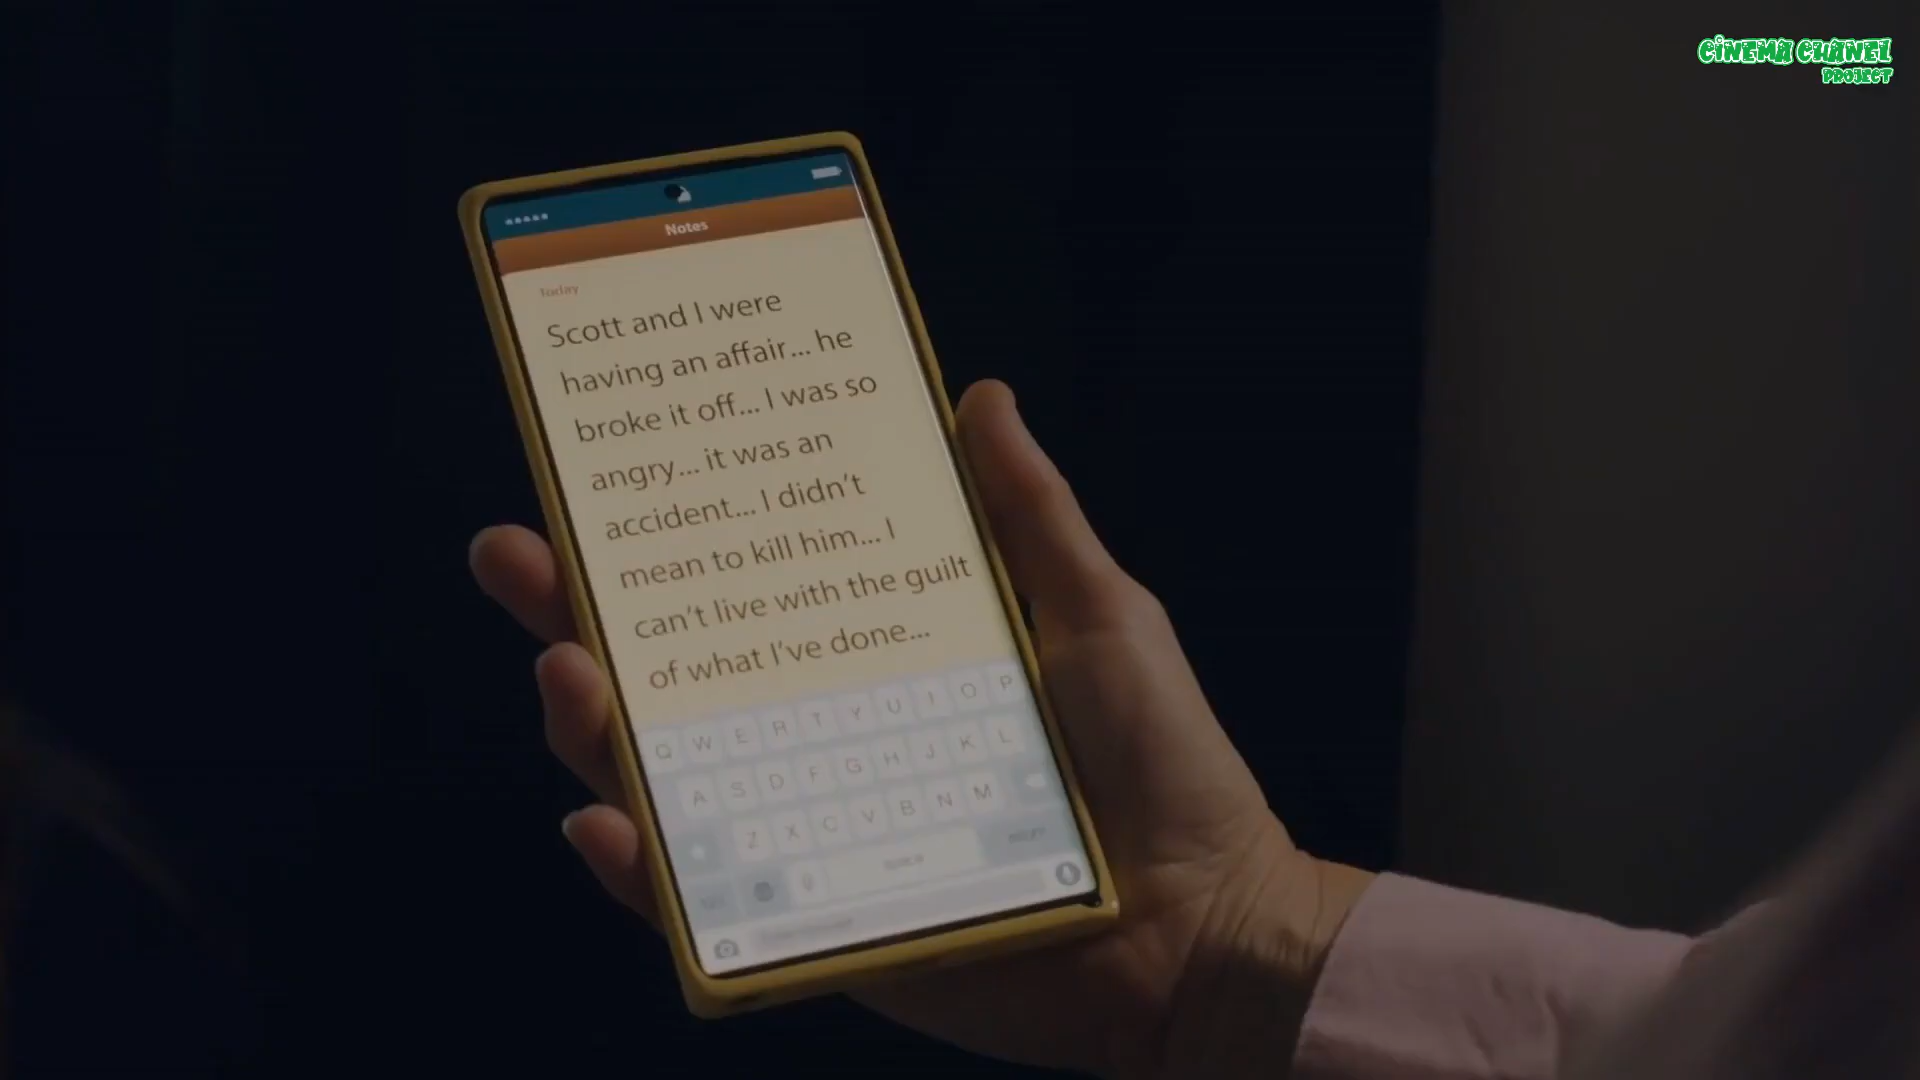 CINEMA CHANEL
PROJECT
Notes
Today
Scott and I were
having an affair... he
broke it off... I was so
angry... it was an
accident... I didn't
mean to kill him... I
can't live with the guilt
of what I've done...
Q W E R T Y U I O P
A S D F G H J K L
Z X C V B N M
space